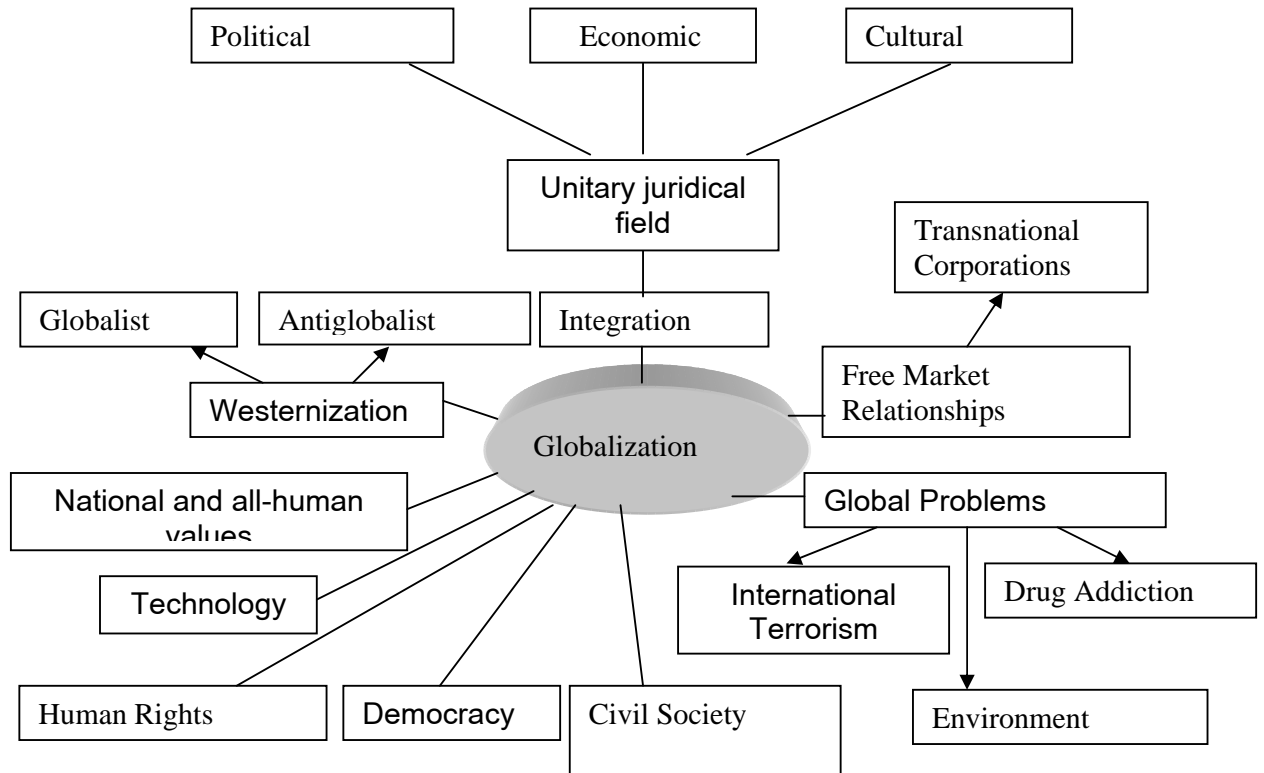 Political
Economic
Cultural
Unitary juridical
field
Transnational
Corporations
Globalist
Antiglobalist
Integration
Free Market
Relationships
Westernization
Globalization
National and all-human
values
Global Problems
Technology
International
Terrorism
Drug Addiction
Human Rights
Democracy
Civil Society
Environment